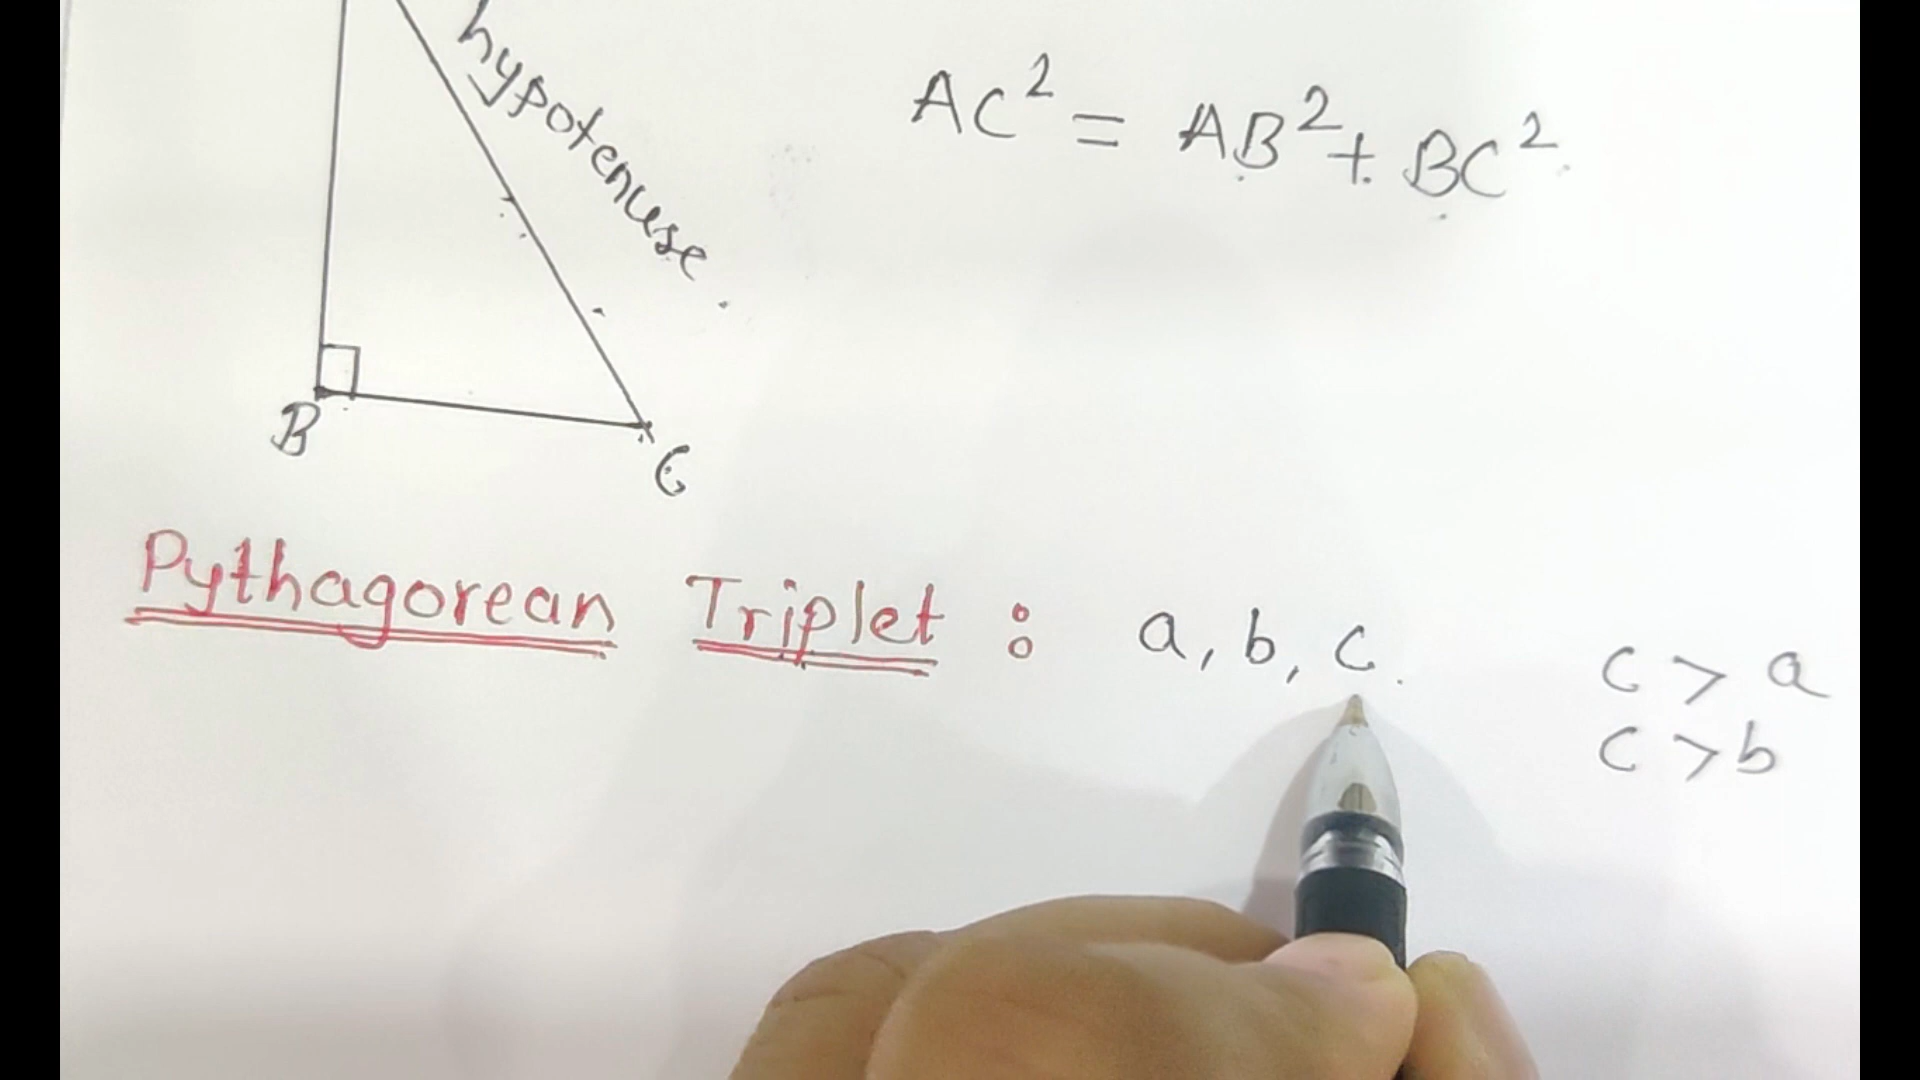 hypotenuse.
AC² = AB² + BC²
B
C
Pythagorean Triplet : a, b, c.
c > a
c > b